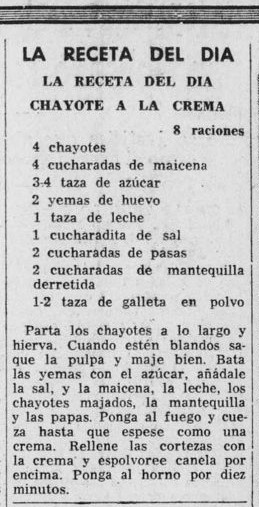 LA RECETA DEL DIA
LA RECETA DEL DIA
CHAYOTE A LA CREMA
8 raciones
4 chayotes
4 cucharadas de maicena
3-4 taza de azúcar
2 yemas de huevo
1 taza de leche
1 cucharadita de sal
2 cucharadas de pasas
2 cucharadas de mantequilla
derretida
1-2 taza de galleta en polvo
Parta los chayotes a lo largo y
hierva. Cuando estén blandos sa-
que la pulpa y maje bien. Bata
las yemas con el azúcar, añádale
la sal, y la maicena, la leche, los
chayotes majados, la mantequilla
y las papas. Ponga al fuego y cue-
za hasta que espese como una
crema. Rellene las cortezas con
la crema y espolvoree canela por
encima. Ponga al horno por diez
minutos.